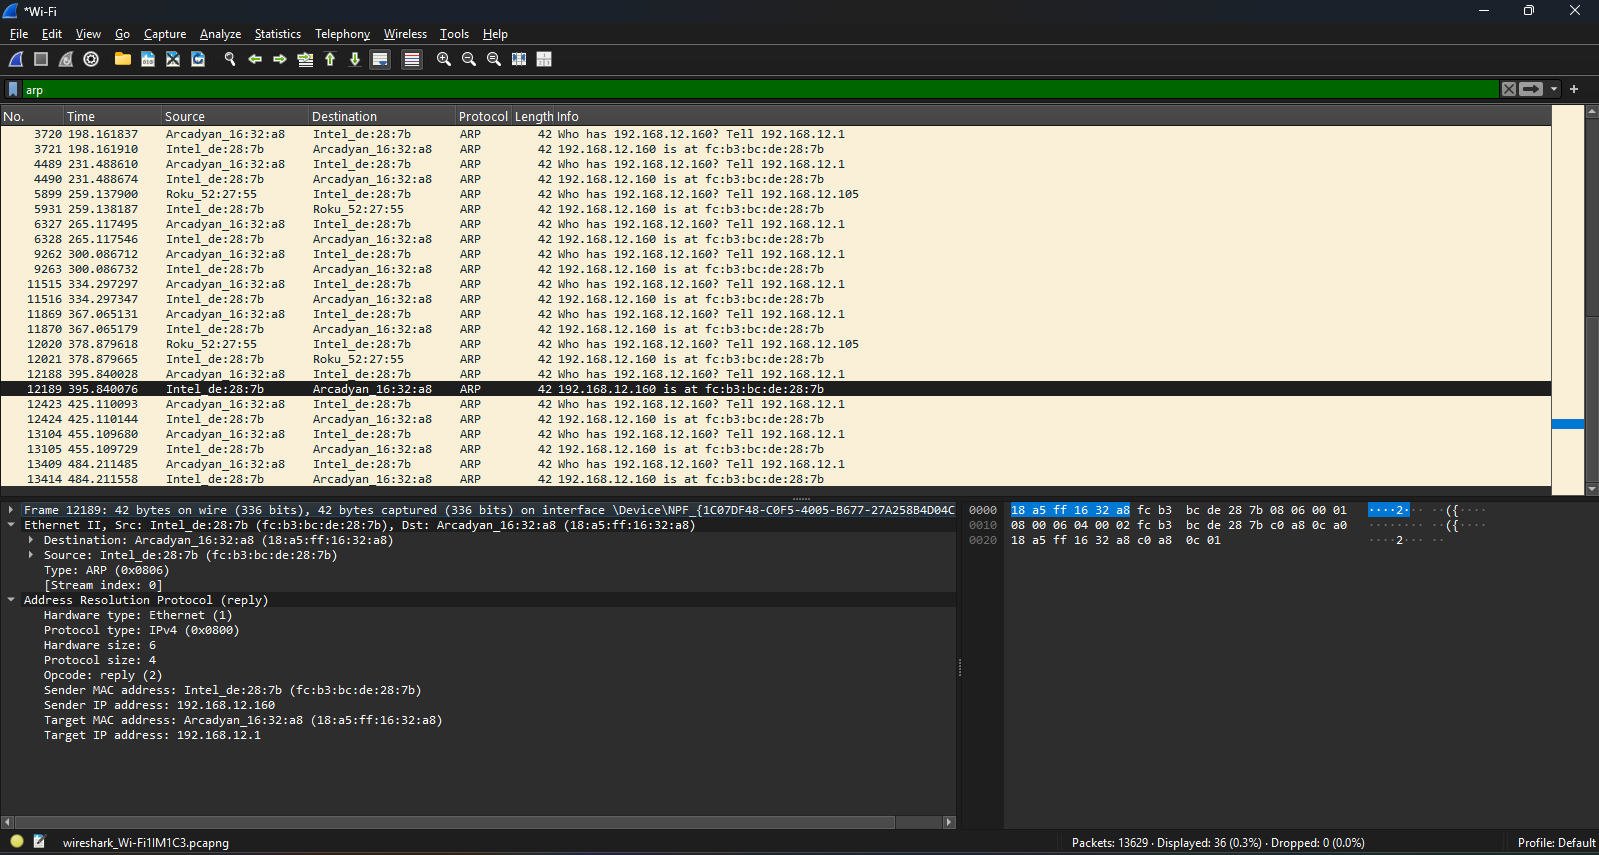 *Wi-Fi
File Edit View Go Capture Analyze Statistics Telephony Wireless Tools Help
arp
No. Time Source Destination Protocol Length Info
3720 198.161837 Arcadyan_16:32:a8 Intel_de:28:7b ARP 42 Who has 192.168.12.160? Tell 192.168.12.1
3721 198.161910 Intel_de:28:7b Arcadyan_16:32:a8 ARP 42 192.168.12.160 is at fc:b3:bc:de:28:7b
4489 231.488610 Arcadyan_16:32:a8 Intel_de:28:7b ARP 42 Who has 192.168.12.160? Tell 192.168.12.1
4490 231.488674 Intel_de:28:7b Arcadyan_16:32:a8 ARP 42 192.168.12.160 is at fc:b3:bc:de:28:7b
5899 259.137900 Roku_52:27:55 Intel_de:28:7b ARP 42 Who has 192.168.12.160? Tell 192.168.12.105
5931 259.138187 Intel_de:28:7b Roku_52:27:55 ARP 42 192.168.12.160 is at fc:b3:bc:de:28:7b
6327 265.117495 Arcadyan_16:32:a8 Intel_de:28:7b ARP 42 Who has 192.168.12.160? Tell 192.168.12.1
6328 265.117546 Intel_de:28:7b Arcadyan_16:32:a8 ARP 42 192.168.12.160 is at fc:b3:bc:de:28:7b
9262 300.086712 Arcadyan_16:32:a8 Intel_de:28:7b ARP 42 Who has 192.168.12.160? Tell 192.168.12.1
9263 300.086732 Intel_de:28:7b Arcadyan_16:32:a8 ARP 42 192.168.12.160 is at fc:b3:bc:de:28:7b
11515 334.297297 Arcadyan_16:32:a8 Intel_de:28:7b ARP 42 Who has 192.168.12.160? Tell 192.168.12.1
11516 334.297347 Intel_de:28:7b Arcadyan_16:32:a8 ARP 42 192.168.12.160 is at fc:b3:bc:de:28:7b
11869 367.065131 Arcadyan_16:32:a8 Intel_de:28:7b ARP 42 Who has 192.168.12.160? Tell 192.168.12.1
11870 367.065179 Intel_de:28:7b Arcadyan_16:32:a8 ARP 42 192.168.12.160 is at fc:b3:bc:de:28:7b
12020 378.879618 Roku_52:27:55 Intel_de:28:7b ARP 42 Who has 192.168.12.160? Tell 192.168.12.105
12021 378.879665 Intel_de:28:7b Roku_52:27:55 ARP 42 192.168.12.160 is at fc:b3:bc:de:28:7b
12188 395.840028 Arcadyan_16:32:a8 Intel_de:28:7b ARP 42 Who has 192.168.12.160? Tell 192.168.12.1
12189 395.840076 Intel_de:28:7b Arcadyan_16:32:a8 ARP 42 192.168.12.160 is at fc:b3:bc:de:28:7b
12423 425.110093 Arcadyan_16:32:a8 Intel_de:28:7b ARP 42 Who has 192.168.12.160? Tell 192.168.12.1
12424 425.110144 Intel_de:28:7b Arcadyan_16:32:a8 ARP 42 192.168.12.160 is at fc:b3:bc:de:28:7b
13104 455.109680 Arcadyan_16:32:a8 Intel_de:28:7b ARP 42 Who has 192.168.12.160? Tell 192.168.12.1
13105 455.109729 Intel_de:28:7b Arcadyan_16:32:a8 ARP 42 192.168.12.160 is at fc:b3:bc:de:28:7b
13409 484.211485 Arcadyan_16:32:a8 Intel_de:28:7b ARP 42 Who has 192.168.12.160? Tell 192.168.12.1
13414 484.211558 Intel_de:28:7b Arcadyan_16:32:a8 ARP 42 192.168.12.160 is at fc:b3:bc:de:28:7b
Frame 12189: 42 bytes on wire (336 bits), 42 bytes captured (336 bits) on interface \Device\NPF_{1C07DF48-C0F5-4005-B677-27A258B4D04C
Ethernet II, Src: Intel_de:28:7b (fc:b3:bc:de:28:7b), Dst: Arcadyan_16:32:a8 (18:a5:ff:16:32:a8)
Destination: Arcadyan_16:32:a8 (18:a5:ff:16:32:a8)
Source: Intel_de:28:7b (fc:b3:bc:de:28:7b)
Type: ARP (0x0806)
[Stream index: 0]
Address Resolution Protocol (reply)
Hardware type: Ethernet (1)
Protocol type: IPv4 (0x0800)
Hardware size: 6
Protocol size: 4
Opcode: reply (2)
Sender MAC address: Intel_de:28:7b (fc:b3:bc:de:28:7b)
Sender IP address: 192.168.12.160
Target MAC address: Arcadyan_16:32:a8 (18:a5:ff:16:32:a8)
Target IP address: 192.168.12.1
0000 18 a5 ff 16 32 a8 fc b3 bc de 28 7b 08 06 00 01 ····2··· ··({····
0010 08 00 06 04 00 02 fc b3 bc de 28 7b c0 a8 0c a0 ········ ··({····
0020 18 a5 ff 16 32 a8 c0 a8 0c 01 ····2··· ··
wireshark_Wi-Fi1IM1C3.pcapng
Packets: 13629 · Displayed: 36 (0.3%) · Dropped: 0 (0.0%)
Profile: Default